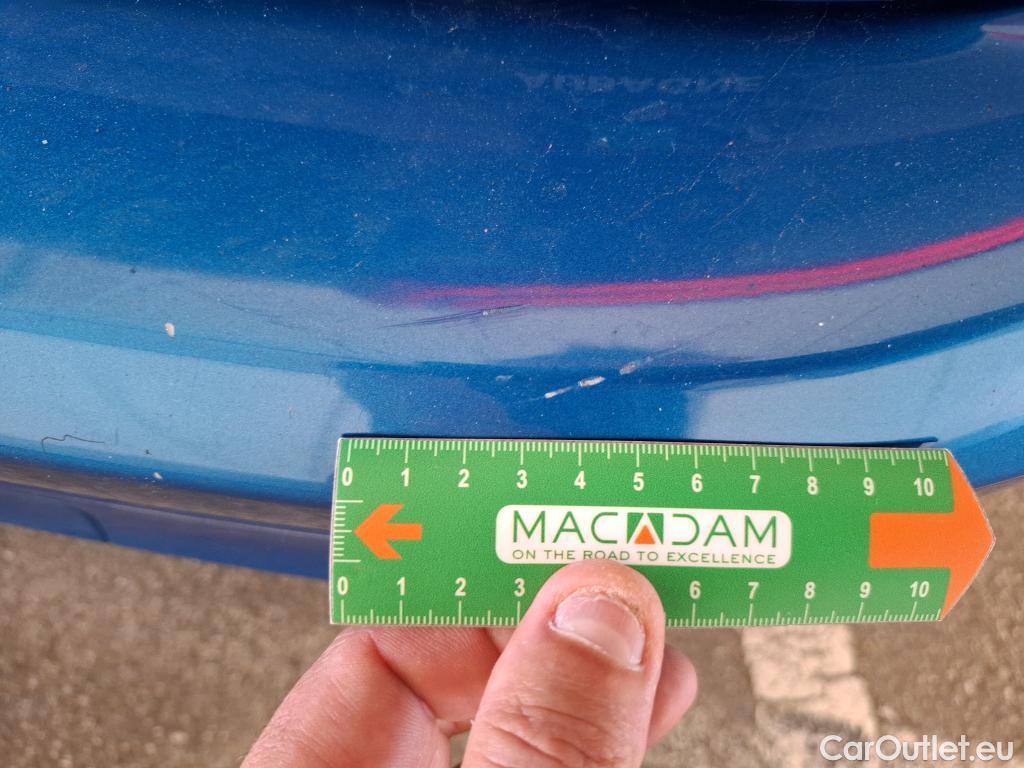 0 1 2 3 4 5 6 7 8 9 10
MACADAM
ON THE ROAD TO EXCELLENCE
0 1 2 3 6 7 8 9 10
CarOutlet.eu